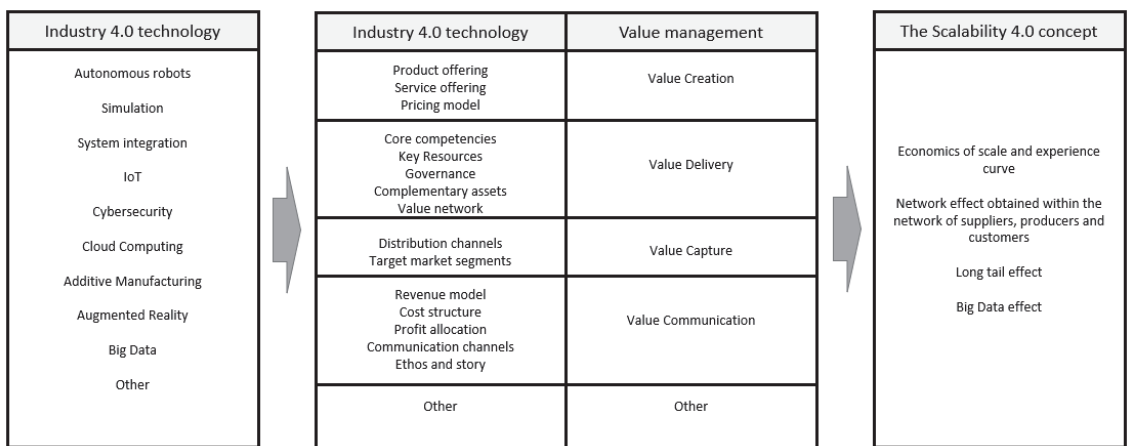 Industry 4.0 technology
Autonomous robots
Simulation
System integration
IoT
Cybersecurity
Cloud Computing
Additive Manufacturing
Augmented Reality
Big Data
Other
Industry 4.0 technology
Value management
Product offering
Service offering
Pricing model
Value Creation
Core competencies
Key Resources
Governance
Complementary assets
Value network
Value Delivery
Distribution channels
Target market segments
Value Capture
Revenue model
Cost structure
Profit allocation
Communication channels
Ethos and story
Value Communication
Other
Other
The Scalability 4.0 concept
Economics of scale and experience
curve
Network effect obtained within the
network of suppliers, producers and
customers
Long tail effect
Big Data effect